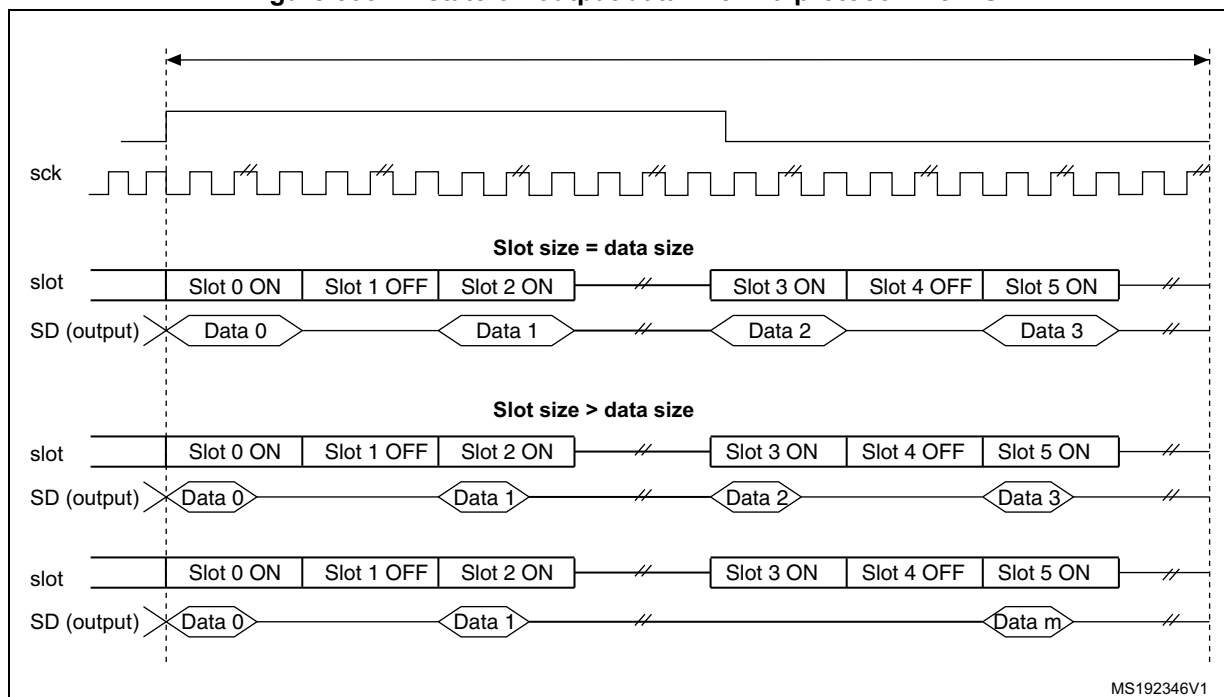 sck
Slot size = data size
slot Slot 0 ON Slot 1 OFF Slot 2 ON Slot 3 ON Slot 4 OFF Slot 5 ON
SD (output) Data 0 Data 1 Data 2 Data 3
Slot size > data size
slot Slot 0 ON Slot 1 OFF Slot 2 ON Slot 3 ON Slot 4 OFF Slot 5 ON
SD (output) Data 0 Data 1 Data 2 Data 3
slot Slot 0 ON Slot 1 OFF Slot 2 ON Slot 3 ON Slot 4 OFF Slot 5 ON
SD (output) Data 0 Data 1 Data m
MS192346V1